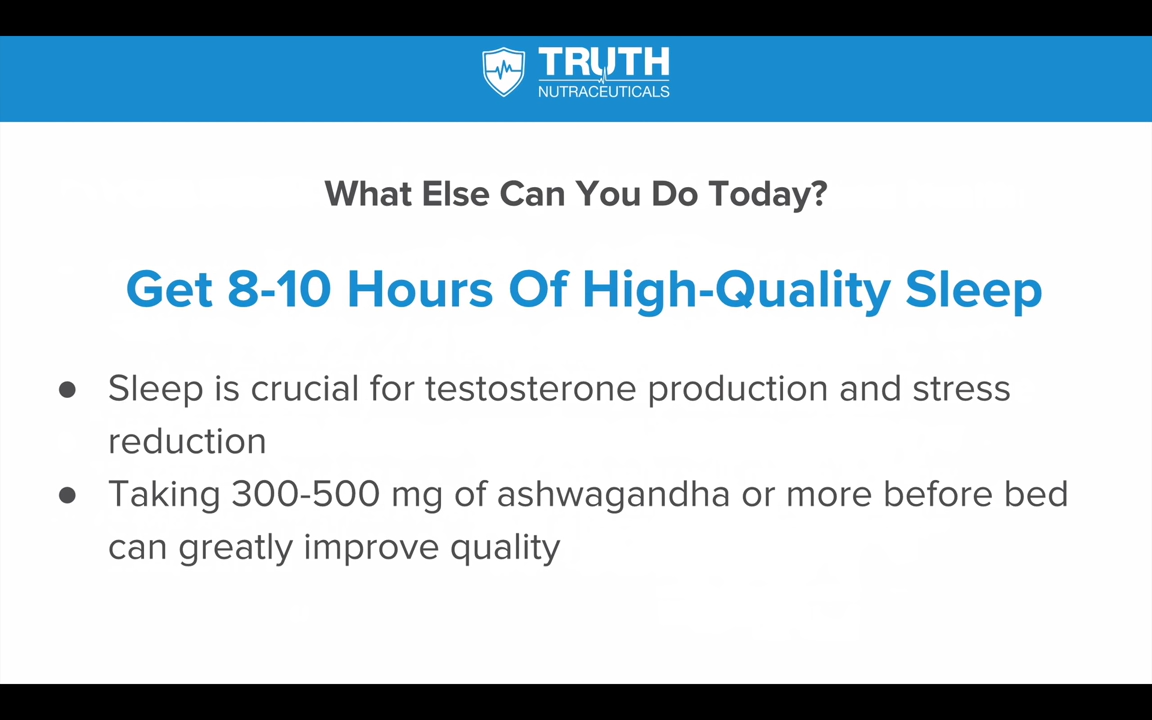 TRUTH
NUTRACEUTICALS
What Else Can You Do Today?
Get 8-10 Hours Of High-Quality Sleep
● Sleep is crucial for testosterone production and stress
reduction
● Taking 300-500 mg of ashwagandha or more before bed
can greatly improve quality